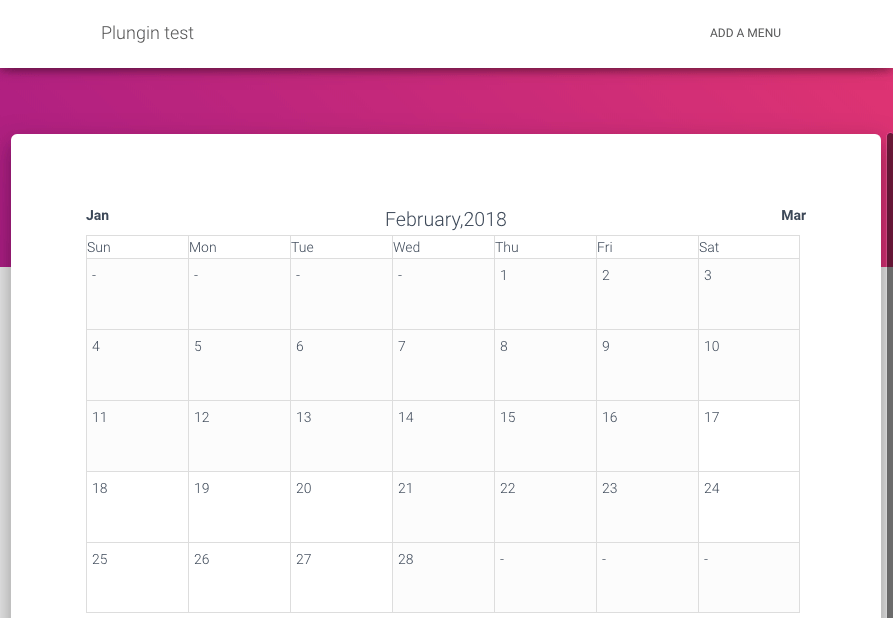 Plungin test ADD A MENU
Jan February,2018 Mar
Sun Mon Tue Wed Thu Fri Sat
- - - - 1 2 3
4 5 6 7 8 9 10
11 12 13 14 15 16 17
18 19 20 21 22 23 24
25 26 27 28 - - -